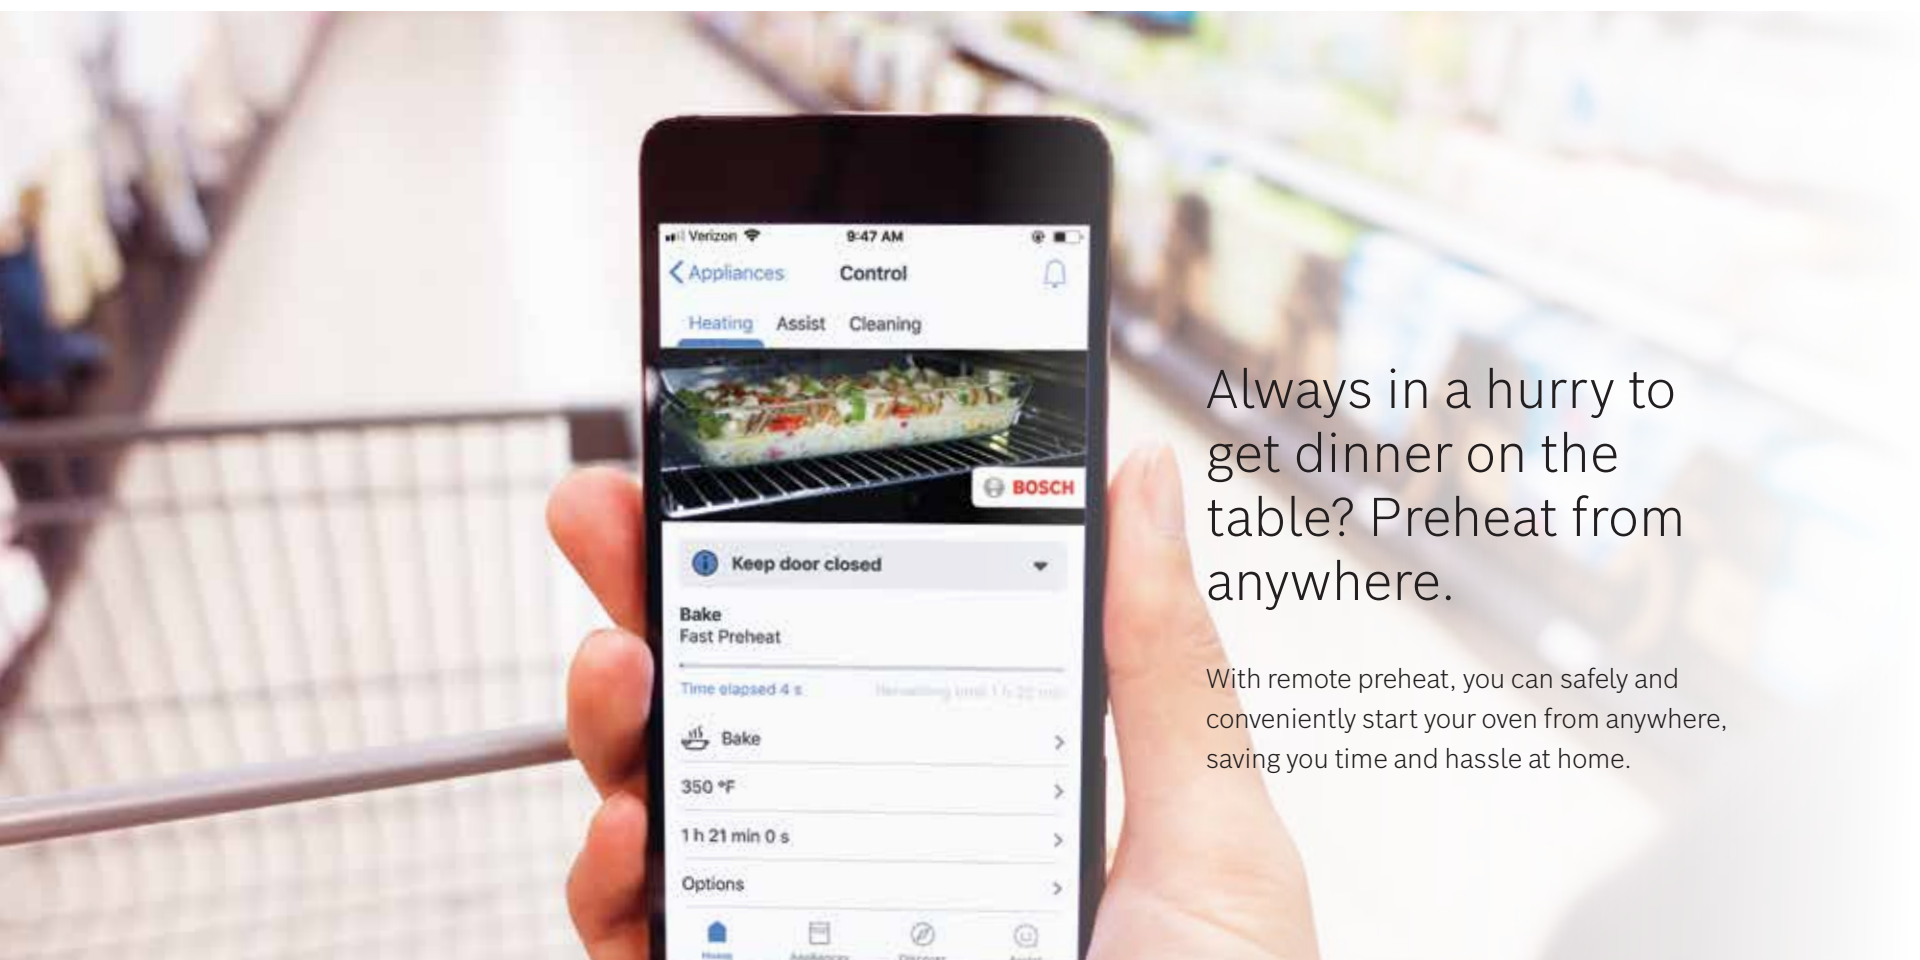 Verizon 9:47 AM
Appliances Control
Heating Assist Cleaning
BOSCH
Keep door closed
Bake
Fast Preheat
Time elapsed 4 s
Bake
350 °F
1 h 21 min 0 s
Options
Always in a hurry to
get dinner on the
table? Preheat from
anywhere.
With remote preheat, you can safely and
conveniently start your oven from anywhere,
saving you time and hassle at home.